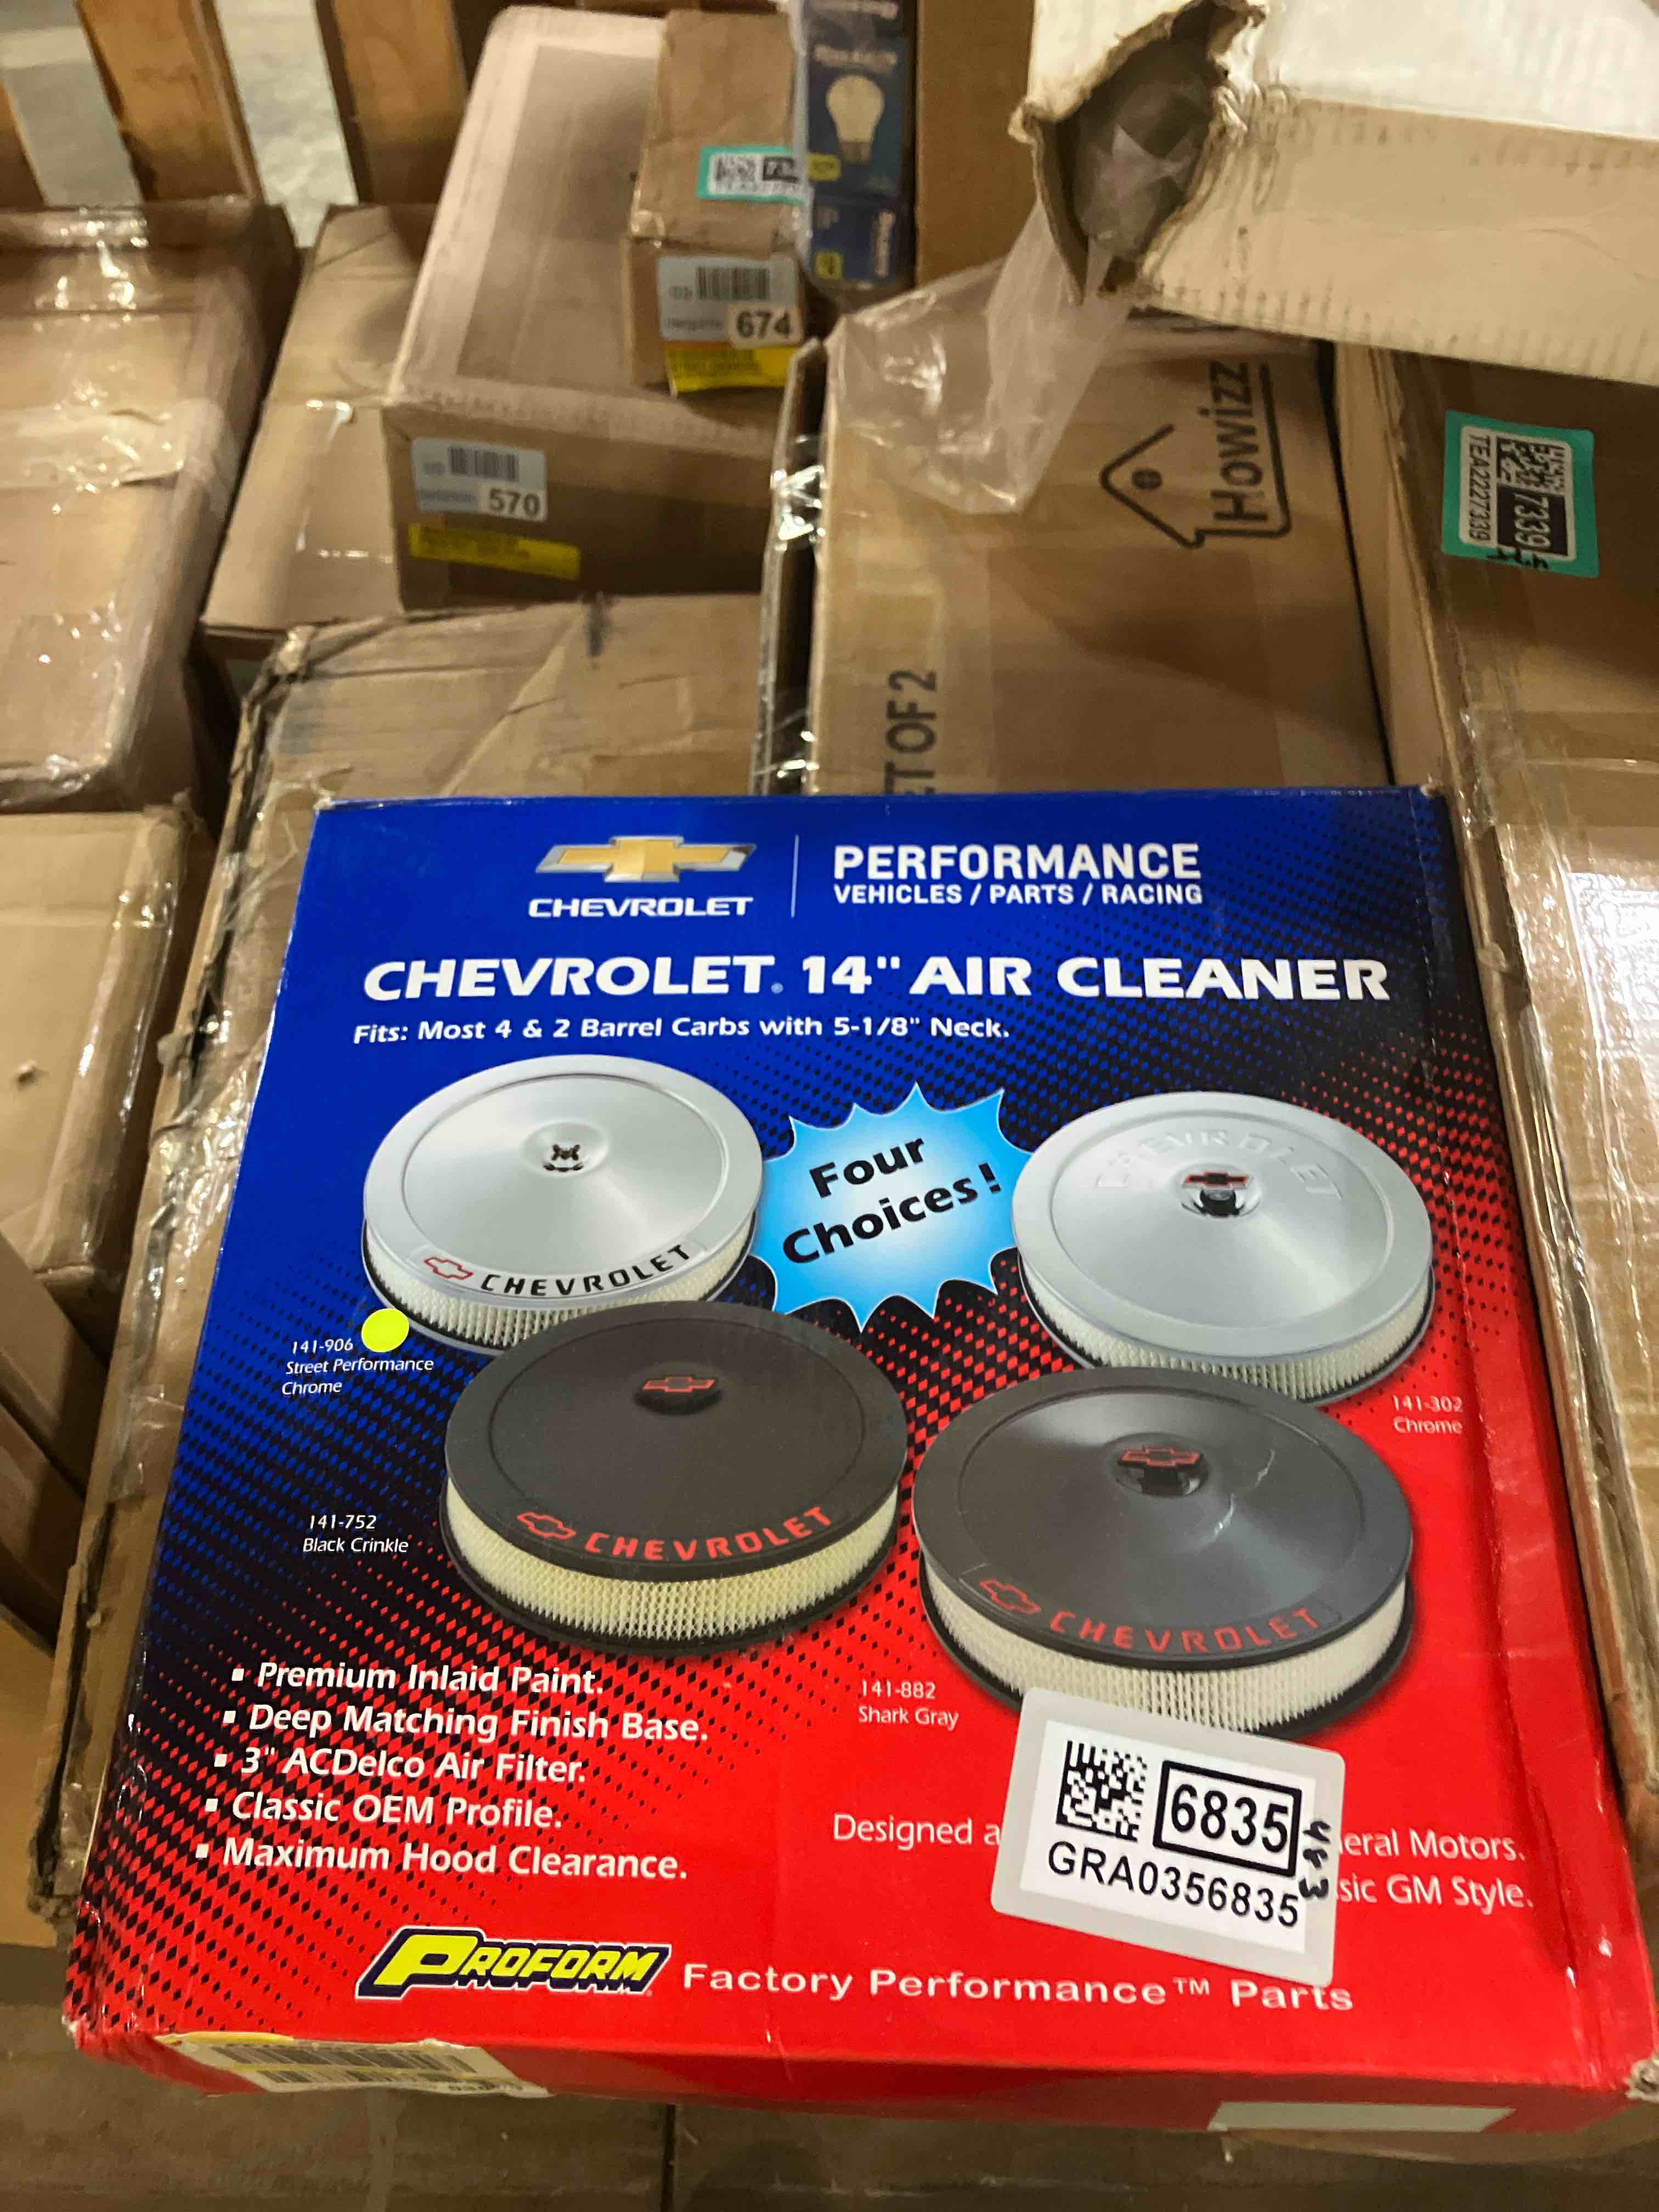 674
570
Howizz
ET OF 2
7339
TEA2227339
CHEVROLET
PERFORMANCE
VEHICLES / PARTS / RACING
CHEVROLET® 14" AIR CLEANER
Fits: Most 4 & 2 Barrel Carbs with 5-1/8" Neck.
Four
Choices!
CHEVROLET
CHEVROLET
141-906
Street Performance
Chrome
141-302
Chrome
CHEVROLET
CHEVROLET
141-752
Black Crinkle
141-882
Shark Gray
▪ Premium Inlaid Paint.
▪ Deep Matching Finish Base.
▪ 3" ACDelco Air Filter.
▪ Classic OEM Profile.
▪ Maximum Hood Clearance.
Designed a
eral Motors.
sic GM Style.
6835
GRA0356835
PROFORM Factory Performance™ Parts